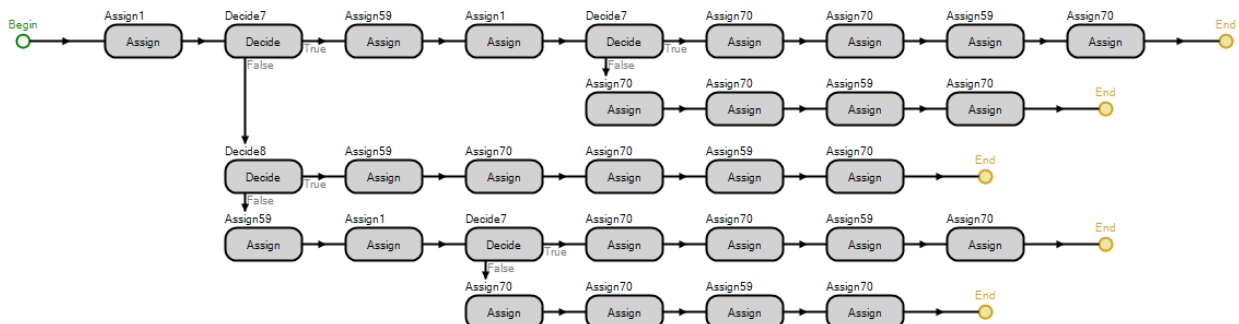 Assign1 Decide7 Assign59 Assign1 Decide7 Assign70 Assign70 Assign59 Assign70
Begin End
Assign Decide Assign Assign Decide Assign Assign Assign Assign
True True
False False
Assign70 Assign70 Assign59 Assign70 End
Assign Assign Assign Assign
Decide8 Assign59 Assign70 Assign70 Assign59 Assign70 End
Decide Assign Assign Assign Assign Assign
True
False
Assign59 Assign1 Decide7 Assign70 Assign70 Assign59 Assign70 End
Assign Assign Decide Assign Assign Assign Assign
True
False
Assign70 Assign70 Assign59 Assign70 End
Assign Assign Assign Assign